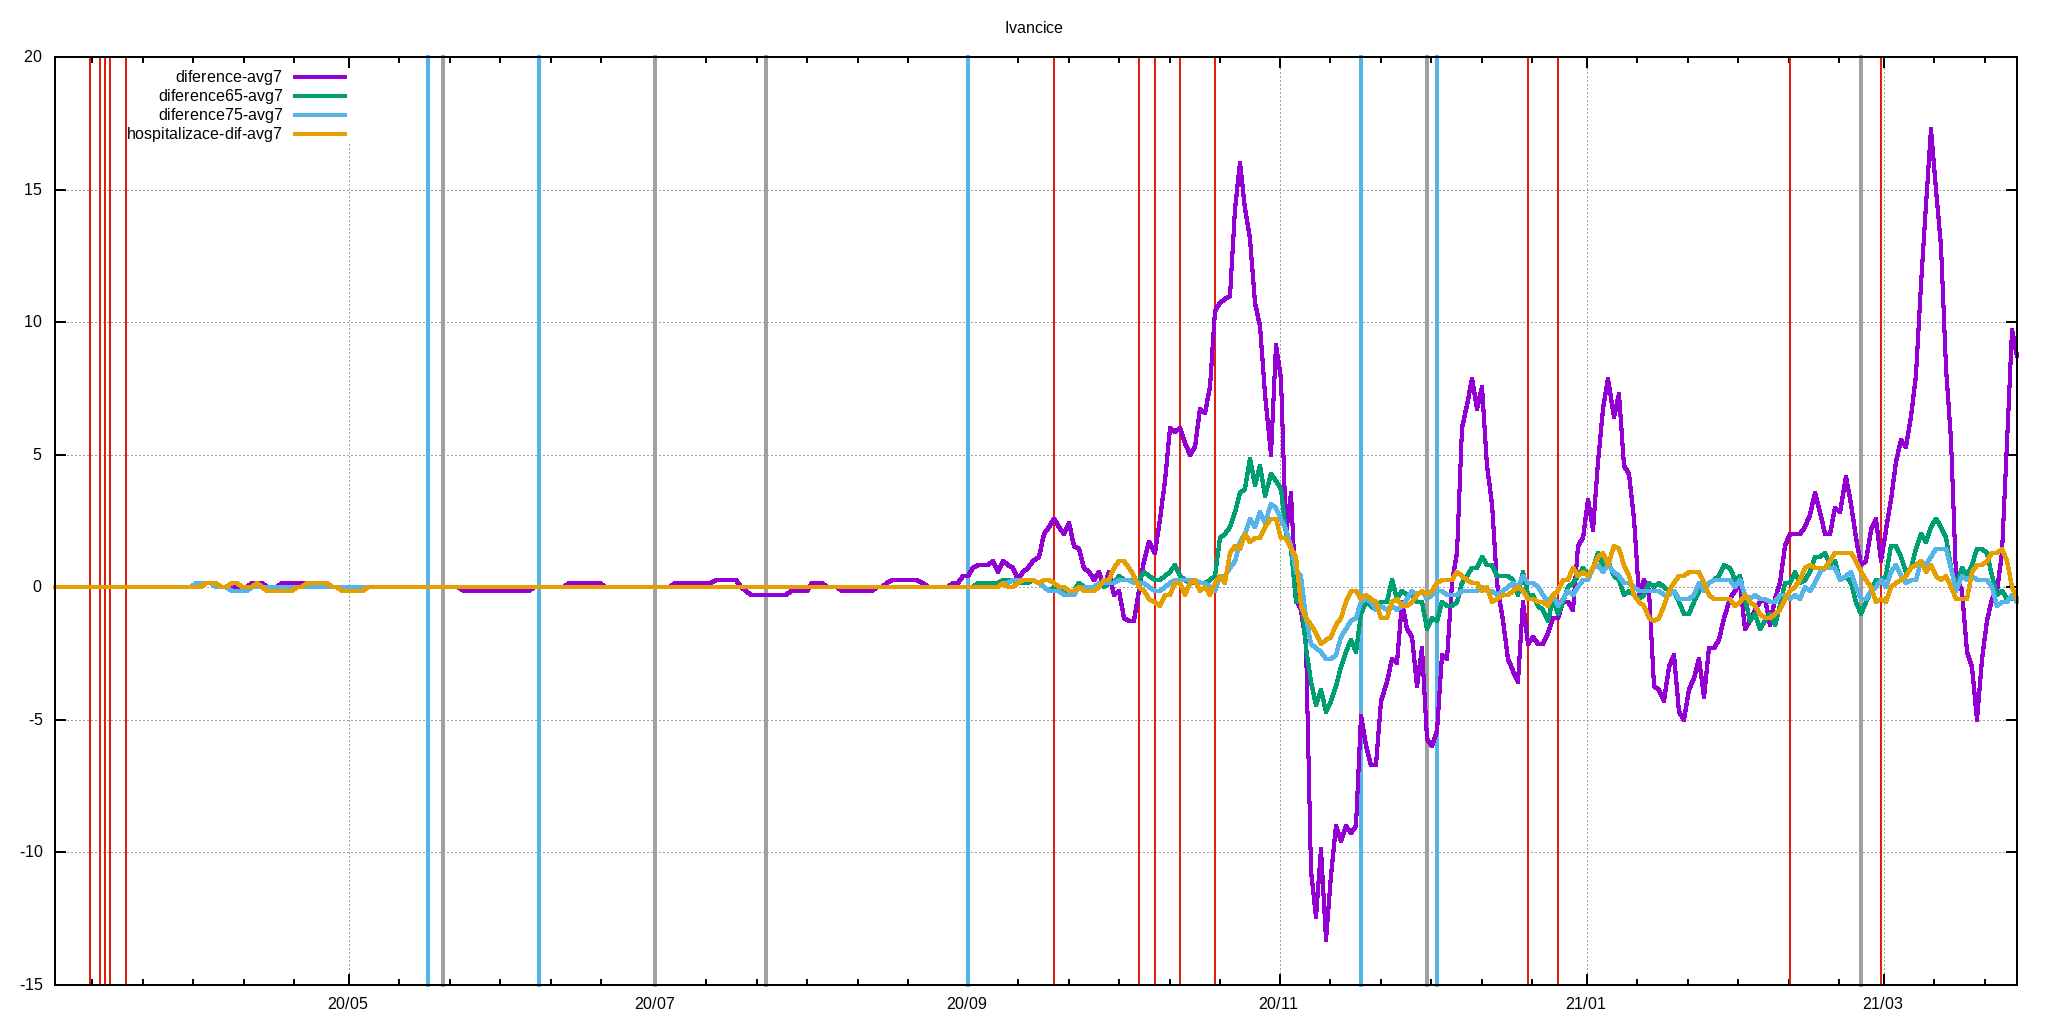 Ivancice
20
15
10
5
0
-5
-10
-15
diference-avg7
diference65-avg7
diference75-avg7
hospitalizace-dif-avg7
20/05
20/07
20/09
20/11
21/01
21/03